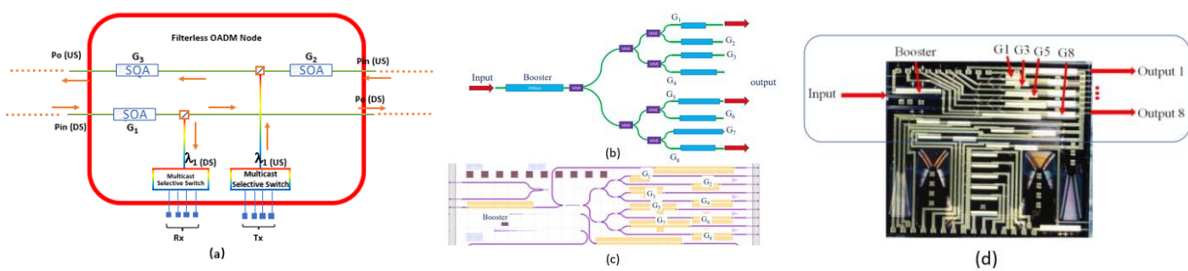 Filterless OADM Node
Po (US)
G3
SOA
G2
SOA
Pin (US)
Po (DS)
Pin (DS)
SOA
G1
λ1 (DS)
λ1 (US)
Multicast
Selective Switch
Multicast
Selective Switch
Rx
Tx
(a)
Input
Booster
G1
G2
G3
G4
output
G5
G6
G7
G8
(b)
Booster
G1
G2
G3
G4
G5
G6
G7
G8
(c)
Booster
G1 G3 G5 G8
Input
Output 1
Output 8
(d)